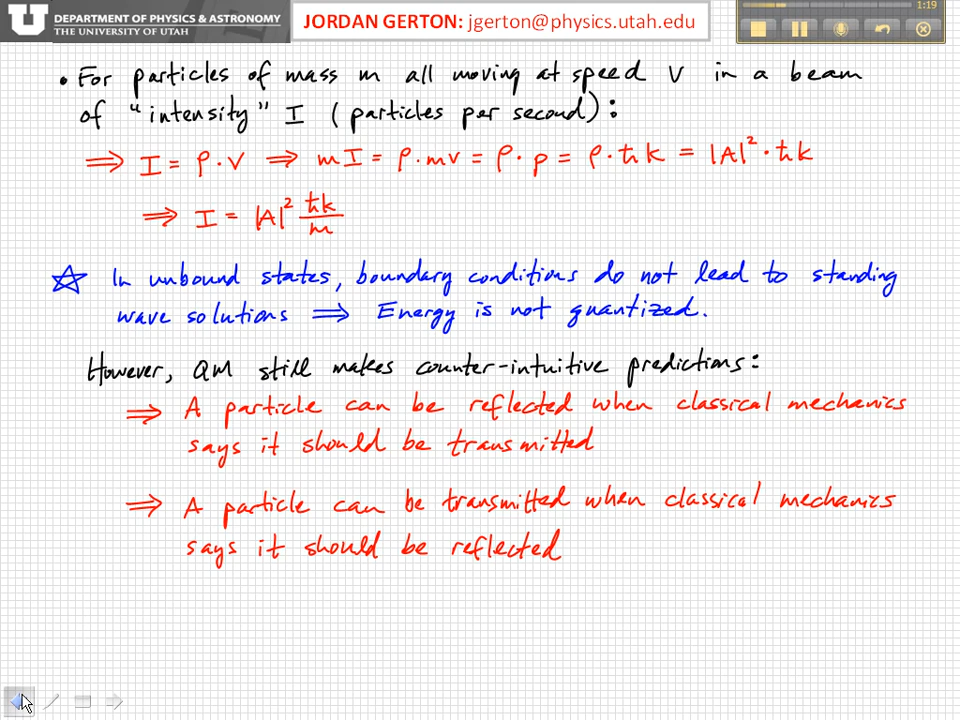 DEPARTMENT OF PHYSICS & ASTRONOMY
THE UNIVERSITY OF UTAH
JORDAN GERTON: jgerton@physics.utah.edu
1:19
• For particles of mass m all moving at speed v in a beam
of "intensity" I (particles per second):
⇒ I = ρ·v ⇒ mI = ρ·mv = ρ·p = ρ·ħk = |A|²·ħk
⇒ I = |A|² ħk/m
☆ In unbound states, boundary conditions do not lead to standing
wave solutions ⇒ Energy is not quantized.
However, QM still makes counter-intuitive predictions:
⇒ A particle can be reflected when classical mechanics
says it should be transmitted
⇒ A particle can be transmitted when classical mechanics
says it should be reflected